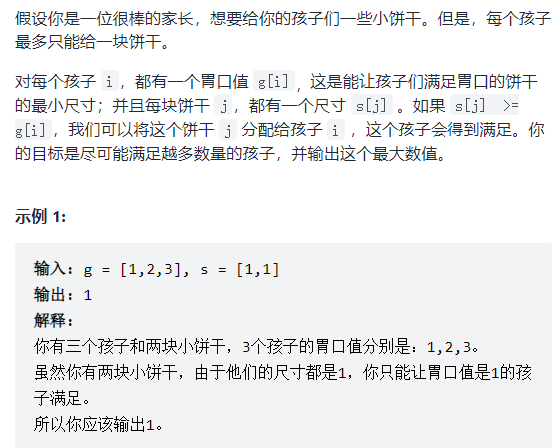 假设你是一位很棒的家长，想要给你的孩子们一些小饼干。但是，每个孩子
最多只能给一块饼干。
对每个孩子 i，都有一个胃口值 g[i]，这是能让孩子们满足胃口的饼干
的最小尺寸；并且每块饼干 j，都有一个尺寸 s[j] 。如果 s[j] >=
g[i]，我们可以将这个饼干 j 分配给孩子 i ，这个孩子会得到满足。你
的目标是尽可能满足越多数量的孩子，并输出这个最大数值。
示例 1:
输入: g = [1,2,3], s = [1,1]
输出: 1
解释:
你有三个孩子和两块小饼干，3个孩子的胃口值分别是：1,2,3。
虽然你有两块小饼干，由于他们的尺寸都是1，你只能让胃口值是1的孩
子满足。
所以你应该输出1。